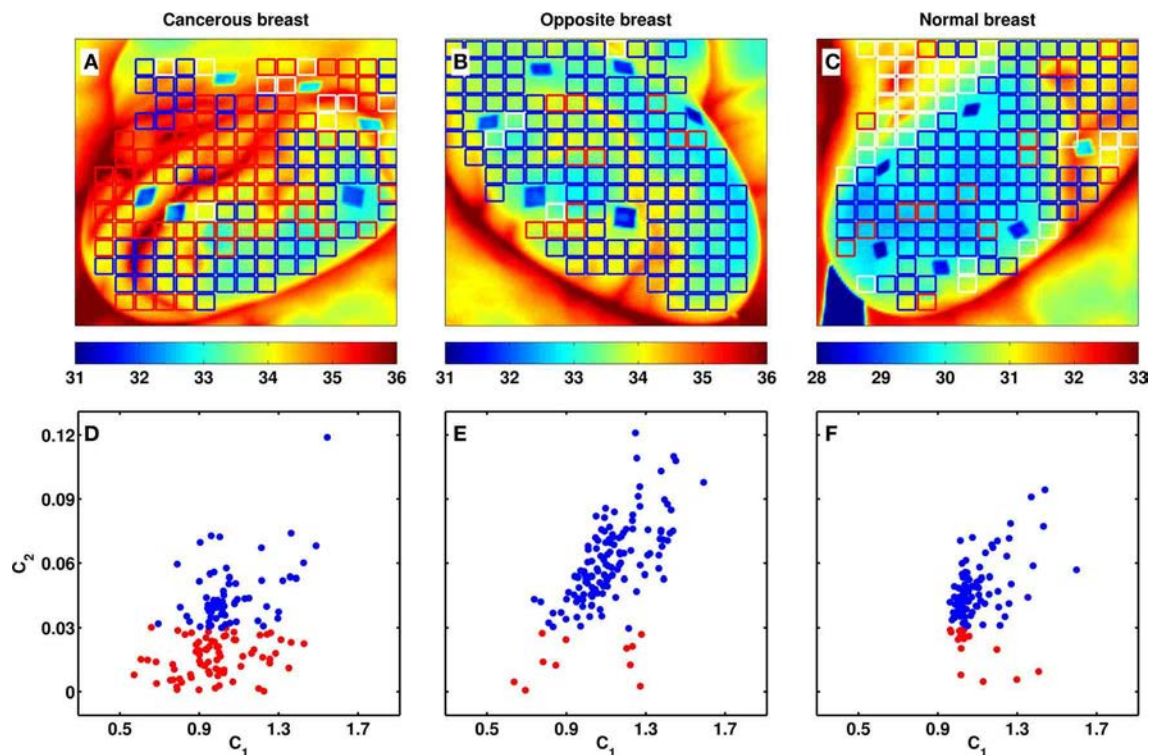 Cancerous breast Opposite breast Normal breast
A B C
31 32 33 34 35 36 31 32 33 34 35 36 28 29 30 31 32 33
D E F
0.12
0.09
0.06
0.03
0
C2
0.5 0.9 1.3 1.7 0.5 0.9 1.3 1.7 0.5 0.9 1.3 1.7
C1 C1 C1